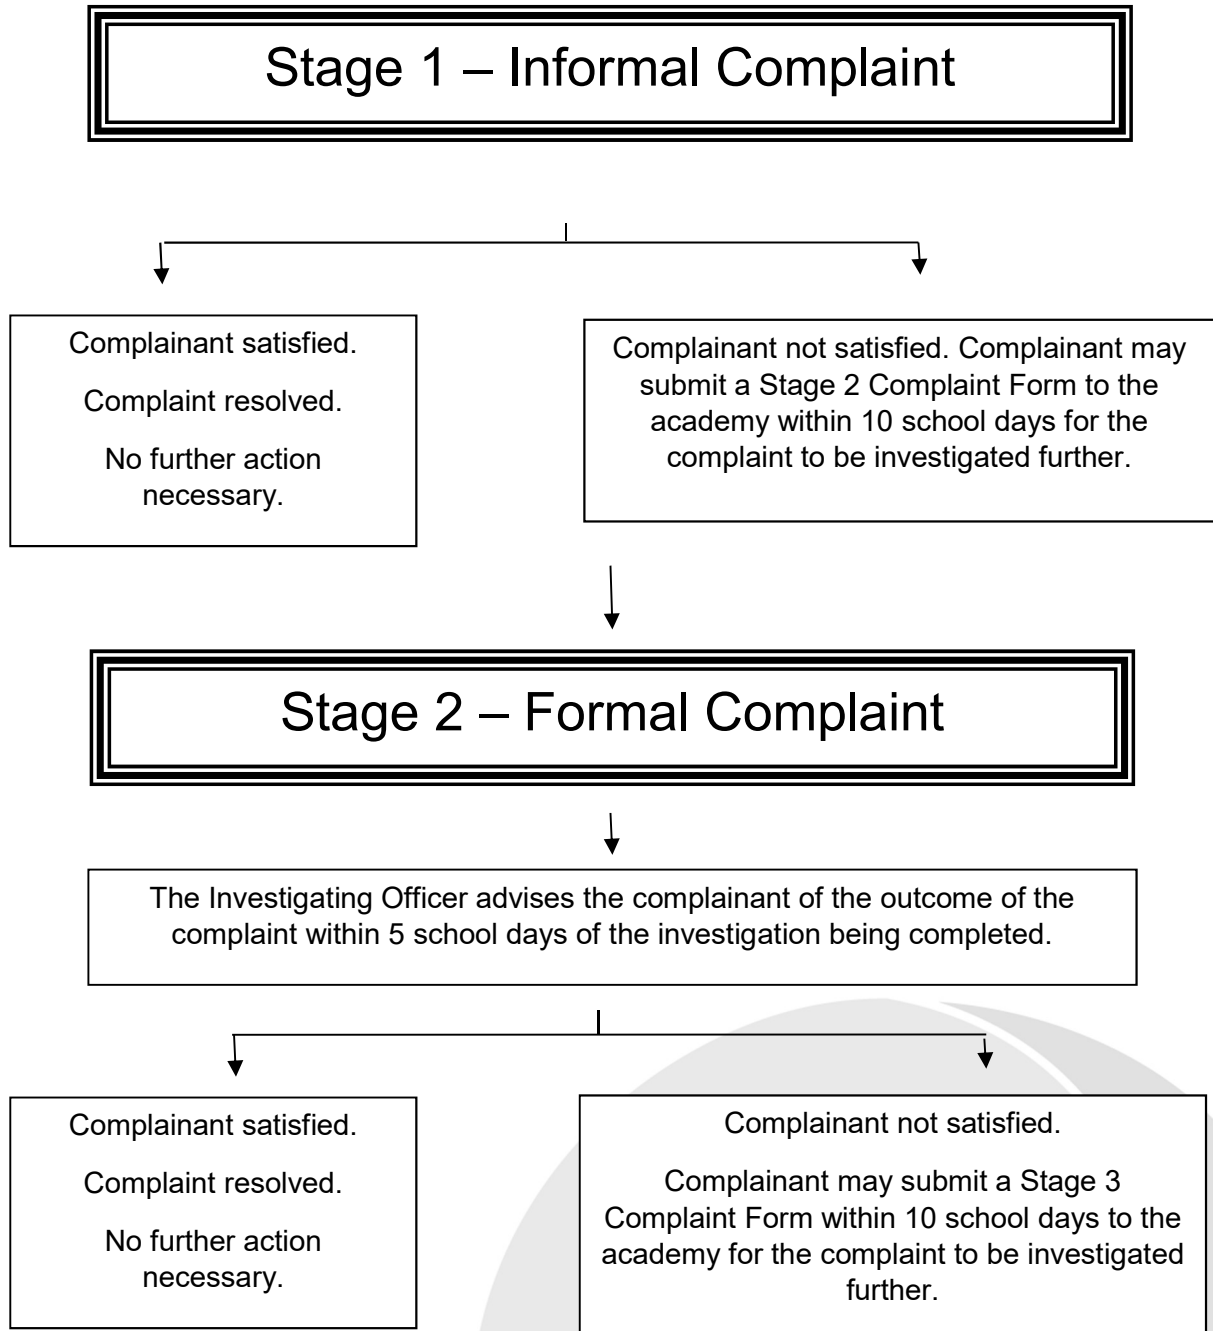 Stage 1 – Informal Complaint
Complainant satisfied.
Complaint resolved.
No further action
necessary.
Complainant not satisfied. Complainant may
submit a Stage 2 Complaint Form to the
academy within 10 school days for the
complaint to be investigated further.
Stage 2 – Formal Complaint
The Investigating Officer advises the complainant of the outcome of the
complaint within 5 school days of the investigation being completed.
Complainant satisfied.
Complaint resolved.
No further action
necessary.
Complainant not satisfied.
Complainant may submit a Stage 3
Complaint Form within 10 school days to the
academy for the complaint to be investigated
further.